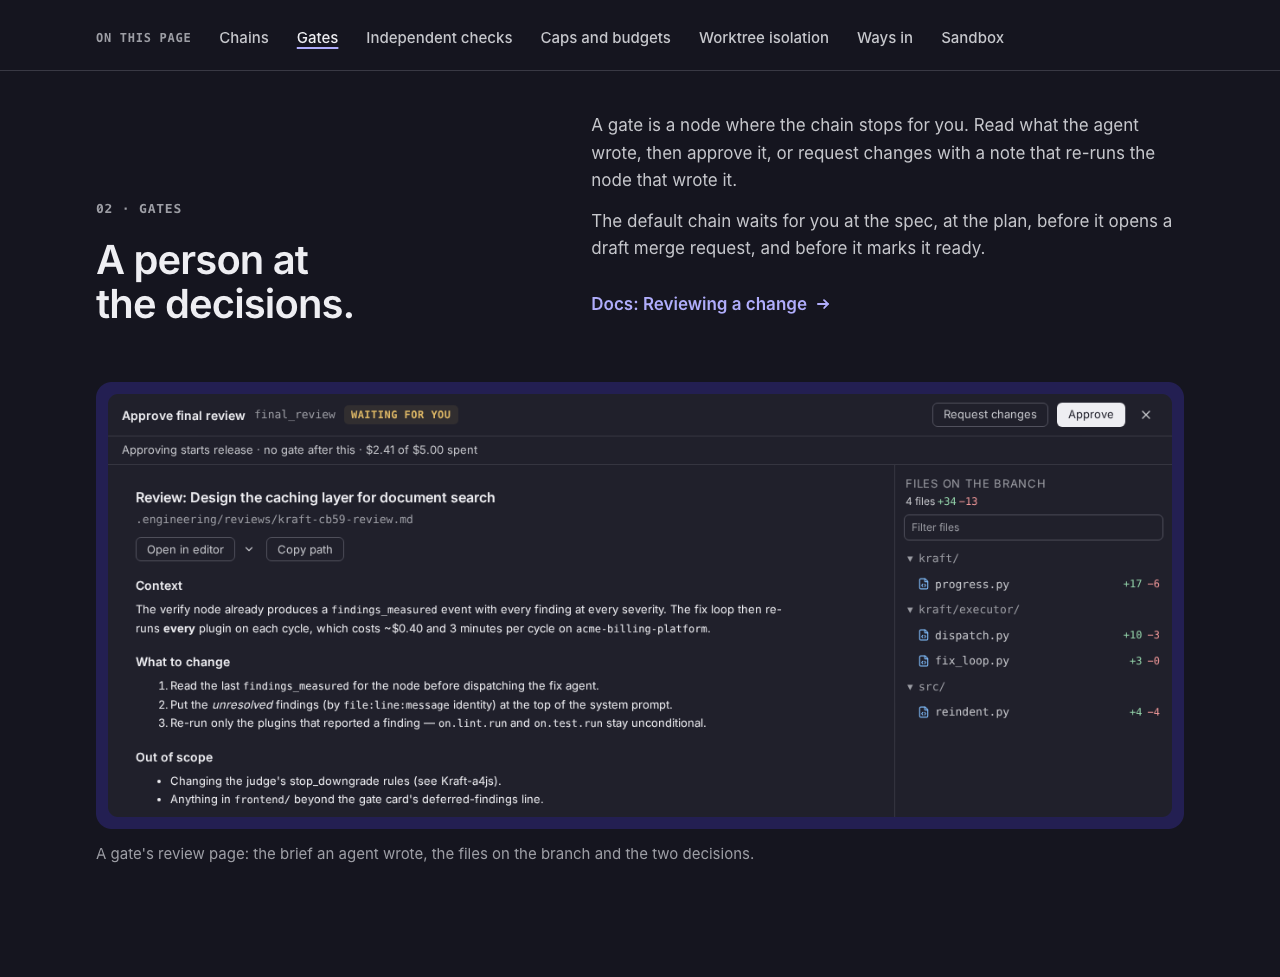 ON THIS PAGE Chains Gates Independent checks Caps and budgets Worktree isolation Ways in Sandbox
02 · GATES
A person at
the decisions.
A gate is a node where the chain stops for you. Read what the agent
wrote, then approve it, or request changes with a note that re-runs the
node that wrote it.
The default chain waits for you at the spec, at the plan, before it opens a
draft merge request, and before it marks it ready.
Docs: Reviewing a change →
Approve final review final_review WAITING FOR YOU Request changes Approve ✕
Approving starts release · no gate after this · $2.41 of $5.00 spent
Review: Design the caching layer for document search
.engineering/reviews/kraft-cb59-review.md
Open in editor Copy path
Context
The verify node already produces a findings_measured event with every finding at every severity. The fix loop then re-
runs every plugin on each cycle, which costs ~$0.40 and 3 minutes per cycle on acme-billing-platform.
What to change
1. Read the last findings_measured for the node before dispatching the fix agent.
2. Put the unresolved findings (by file:line:message identity) at the top of the system prompt.
3. Re-run only the plugins that reported a finding — on.lint.run and on.test.run stay unconditional.
Out of scope
• Changing the judge's stop_downgrade rules (see Kraft-a4js).
• Anything in frontend/ beyond the gate card's deferred-findings line.
FILES ON THE BRANCH
4 files +34 −13
Filter files
▾ kraft/
progress.py +17 −6
▾ kraft/executor/
dispatch.py +10 −3
fix_loop.py +3 −0
▾ src/
reindent.py +4 −4
A gate's review page: the brief an agent wrote, the files on the branch and the two decisions.